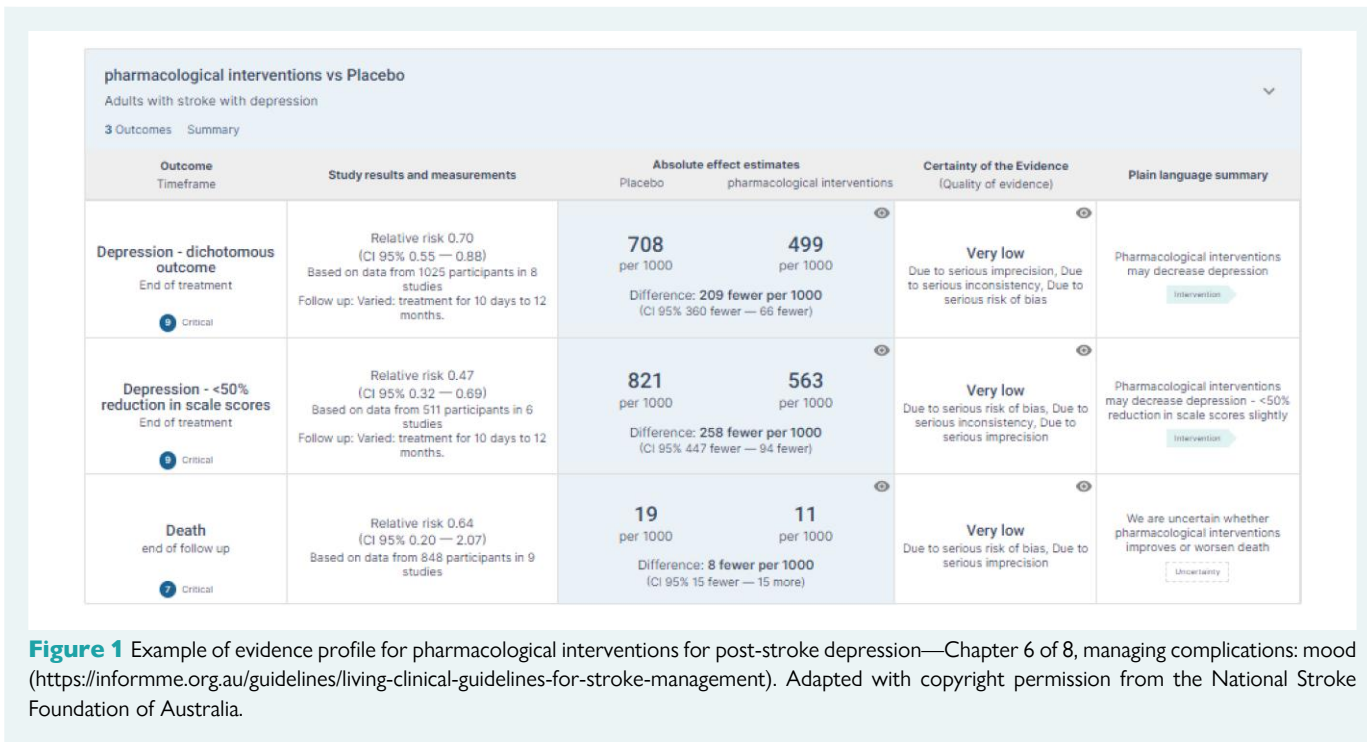 pharmacological interventions vs Placebo
Adults with stroke with depression
3 Outcomes Summary
Outcome
Timeframe
Study results and measurements
Absolute effect estimates
Placebo pharmacological interventions
Certainty of the Evidence
(Quality of evidence)
Plain language summary
Depression - dichotomous
outcome
End of treatment
9 Critical
Relative risk 0.70
(CI 95% 0.55 — 0.88)
Based on data from 1025 participants in 8
studies
Follow up: Varied: treatment for 10 days to 12
months.
708 499
per 1000 per 1000
Difference: 209 fewer per 1000
(CI 95% 360 fewer — 66 fewer)
Very low
Due to serious imprecision, Due
to serious inconsistency, Due to
serious risk of bias
Pharmacological interventions
may decrease depression
Intervention
Depression - <50%
reduction in scale scores
End of treatment
9 Critical
Relative risk 0.47
(CI 95% 0.32 — 0.69)
Based on data from 511 participants in 6
studies
Follow up: Varied: treatment for 10 days to 12
months.
821 563
per 1000 per 1000
Difference: 258 fewer per 1000
(CI 95% 447 fewer — 94 fewer)
Very low
Due to serious risk of bias, Due to
serious inconsistency, Due to
serious imprecision
Pharmacological interventions
may decrease depression - <50%
reduction in scale scores slightly
Intervention
Death
end of follow up
7 Critical
Relative risk 0.64
(CI 95% 0.20 — 2.07)
Based on data from 848 participants in 9
studies
19 11
per 1000 per 1000
Difference: 8 fewer per 1000
(CI 95% 15 fewer — 15 more)
Very low
Due to serious risk of bias, Due to
serious imprecision
We are uncertain whether
pharmacological interventions
improves or worsen death
Uncertainty
Figure 1 Example of evidence profile for pharmacological interventions for post-stroke depression—Chapter 6 of 8, managing complications: mood
(https://informme.org.au/guidelines/living-clinical-guidelines-for-stroke-management). Adapted with copyright permission from the National Stroke
Foundation of Australia.